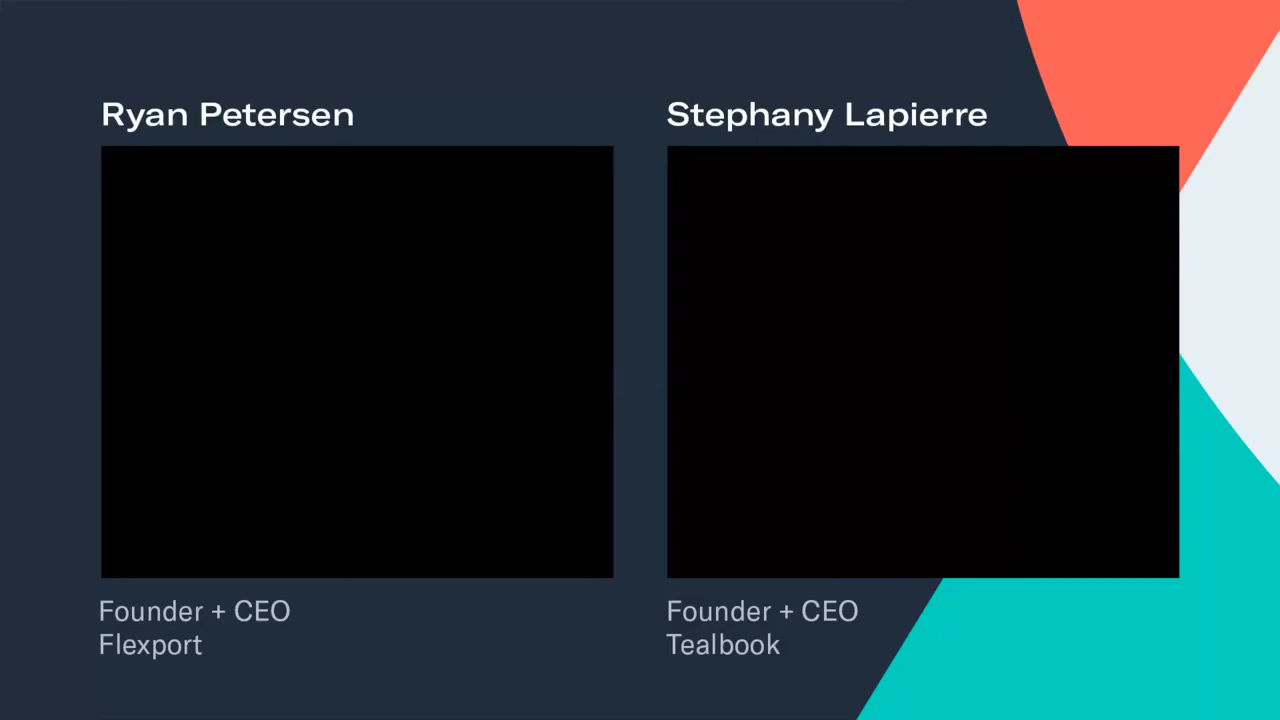 Ryan Petersen
Stephany Lapierre
Founder + CEO
Flexport
Founder + CEO
Tealbook